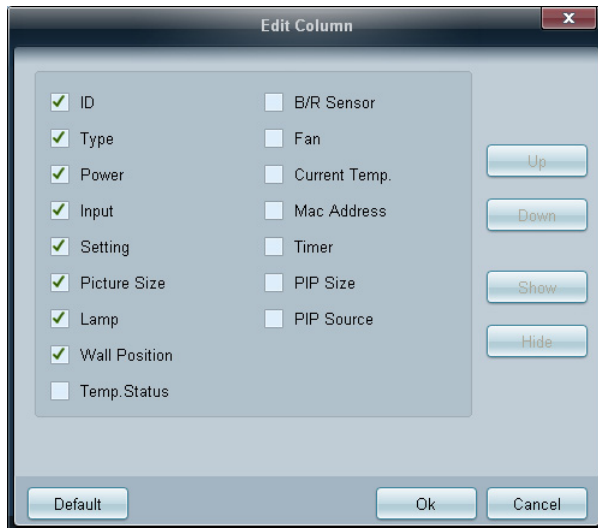 Edit Column
ID
Type
Power
Input
Setting
Picture Size
Lamp
Wall Position
Temp.Status
B/R Sensor
Fan
Current Temp.
Mac Address
Timer
PIP Size
PIP Source
Up
Down
Show
Hide
Default
Ok
Cancel